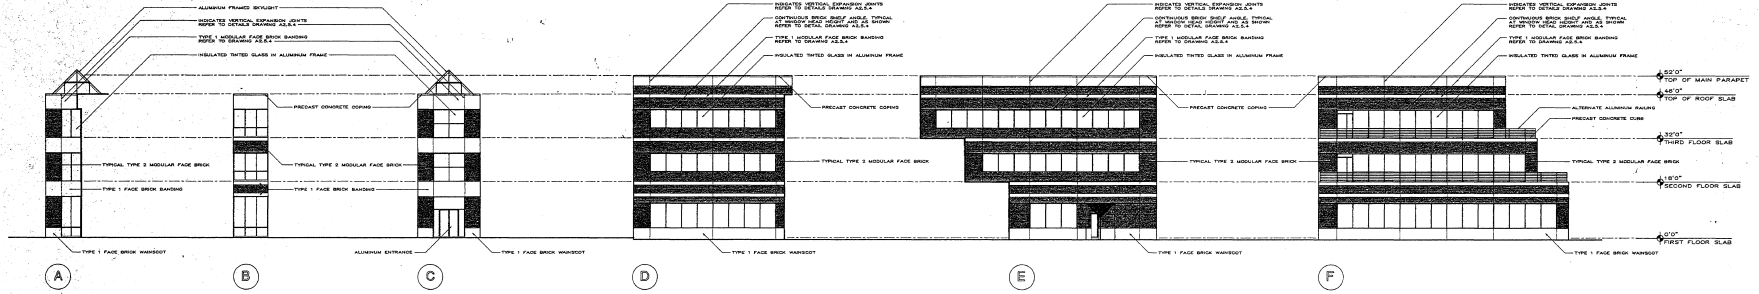 ALUMINUM FRAMED SKYLIGHT
INDICATES VERTICAL EXPANSION JOINTS
REFER TO DETAILS DRAWING A2.5.4
TYPE 1 MODULAR FACE BRICK BANDING
REFER TO DRAWING A2.5.4
INSULATED TINTED GLASS IN ALUMINUM FRAME
INDICATES VERTICAL EXPANSION JOINTS
REFER TO DETAILS DRAWING A2.5.4
CONTINUOUS BRICK SHELF ANGLE, TYPICAL
AT WINDOW HEAD HEIGHT AND AS SHOWN
REFER TO DETAIL DRAWING A2.5.4
TYPE 1 MODULAR FACE BRICK BANDING
REFER TO DRAWING A2.5.4
INSULATED TINTED GLASS IN ALUMINUM FRAME
INDICATES VERTICAL EXPANSION JOINTS
REFER TO DETAILS DRAWING A2.5.4
CONTINUOUS BRICK SHELF ANGLE, TYPICAL
AT WINDOW HEAD HEIGHT AND AS SHOWN
REFER TO DETAIL DRAWING A2.5.4
TYPE 1 MODULAR FACE BRICK BANDING
REFER TO DRAWING A2.5.4
INSULATED TINTED GLASS IN ALUMINUM FRAME
INDICATES VERTICAL EXPANSION JOINTS
REFER TO DETAILS DRAWING A2.5.4
CONTINUOUS BRICK SHELF ANGLE, TYPICAL
AT WINDOW HEAD HEIGHT AND AS SHOWN
REFER TO DETAIL DRAWING A2.5.4
TYPE 1 MODULAR FACE BRICK BANDING
REFER TO DRAWING A2.5.4
INSULATED TINTED GLASS IN ALUMINUM FRAME
52'0"
TOP OF MAIN PARAPET
48'0"
TOP OF ROOF SLAB
PRECAST CONCRETE COPING
PRECAST CONCRETE COPING
PRECAST CONCRETE COPING
ALTERNATE ALUMINUM RAILING
PRECAST CONCRETE CURB
32'0"
THIRD FLOOR SLAB
TYPICAL TYPE 2 MODULAR FACE BRICK
TYPICAL TYPE 2 MODULAR FACE BRICK
TYPICAL TYPE 2 MODULAR FACE BRICK
TYPICAL TYPE 2 MODULAR FACE BRICK
TYPICAL TYPE 2 MODULAR FACE BRICK
TYPE 1 FACE BRICK BANDING
TYPE 1 FACE BRICK BANDING
SECOND FLOOR SLAB
0'0"
FIRST FLOOR SLAB
TYPE 1 FACE BRICK WAINSCOT
ALUMINUM ENTRANCE
TYPE 1 FACE BRICK WAINSCOT
TYPE 1 FACE BRICK WAINSCOT
TYPE 1 FACE BRICK WAINSCOT
TYPE 1 FACE BRICK WAINSCOT
A
B
C
D
E
F